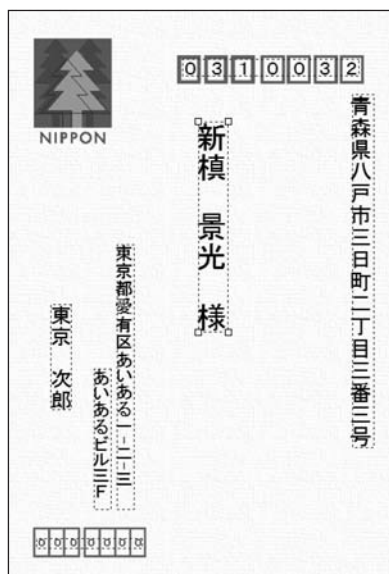 NIPPON
0310032
青森県八戸市三日町二丁目三番三号
新槙 景光 様
東京都愛有区あいある一-二-三
あいあるビル三F
東京 次郎